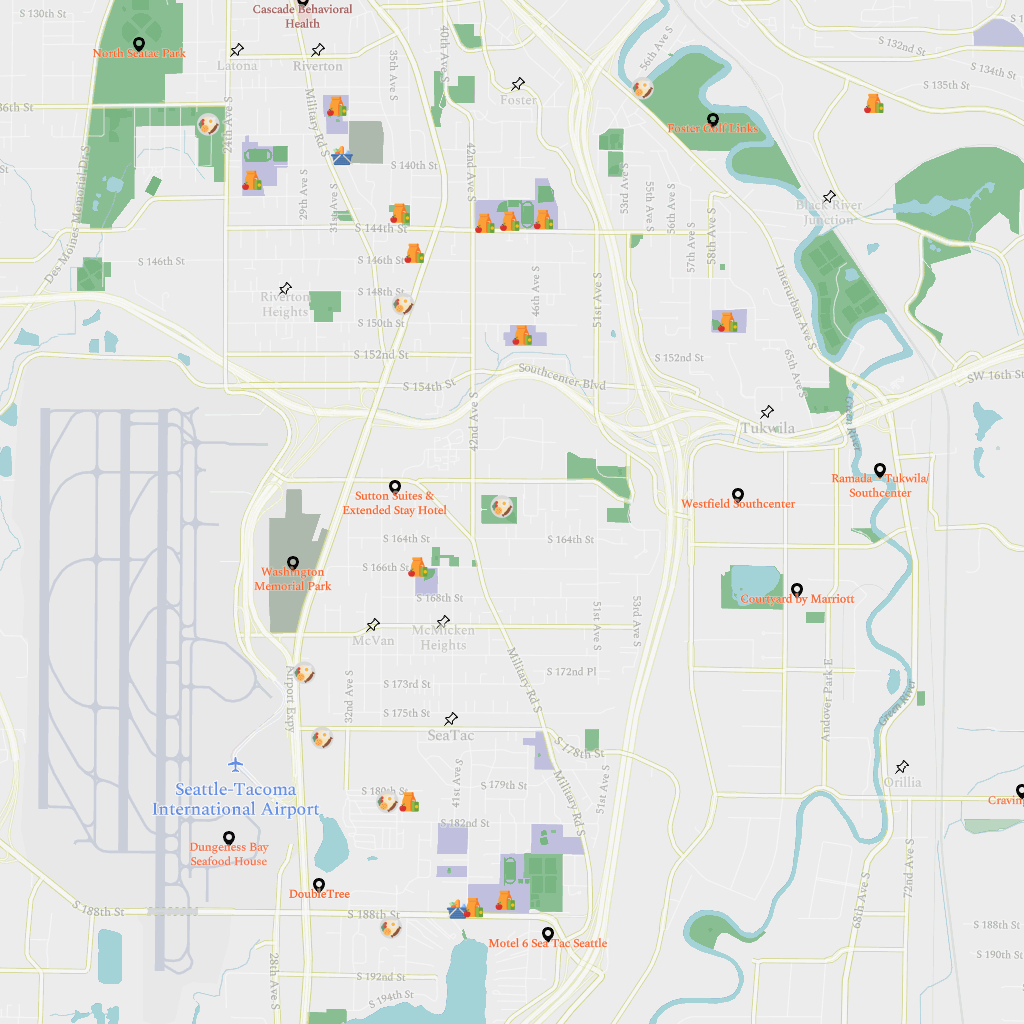 S 130th St
Cascade Behavioral
Health
40th Ave S
56th Ave S
S 132nd St
North Seatac Park
Latona
Riverton
35th Ave S
S 134th St
S 135th St
Foster
36th St
24th Ave S
Military Rd S
Foster Golf Links
S 140th St
42nd Ave S
Des Moines Memorial Dr S
29th Ave S
31th Ave S
53rd Ave S
55th Ave S
56th Ave S
58th Ave S
57th Ave S
Black River
Junction
S 144th St
S 146th St
S 146th St
Riverton
Heights
S 148th St
S 150th St
46th Ave S
51st Ave S
Interurban Ave S
S 152nd St
S 152nd St
65th Ave S
S 154th St
Southcenter Blvd
SW 16th St
42nd Ave S
Tukwila
Green River
Sutton Suites &
Extended Stay Hotel
Westfield Southcenter
Ramada - Tukwila/
Southcenter
S 164th St
S 164th St
S 166th St
Washington
Memorial Park
S 168th St
Courtyard by Marriott
McVan
McMicken
Heights
51st Ave S
53rd Ave S
Airport Expy
32nd Ave S
S 173rd St
Military Rd S
S 172nd Pl
Andover Park E
Green River
S 175th St
SeaTac
S 178th St
Seattle-Tacoma
International Airport
41st Ave S
S 179th St
S 180th St
Military Rd S
51st Ave S
Orillia
S 182nd St
Dungeness Bay
Seafood House
DoubleTree
S 188th St
S 188th St
Motel 6 Sea Tac Seattle
68th Ave S
72nd Ave S
S 188th St
S 190th St
28th Ave S
S 192nd St
S 194th St